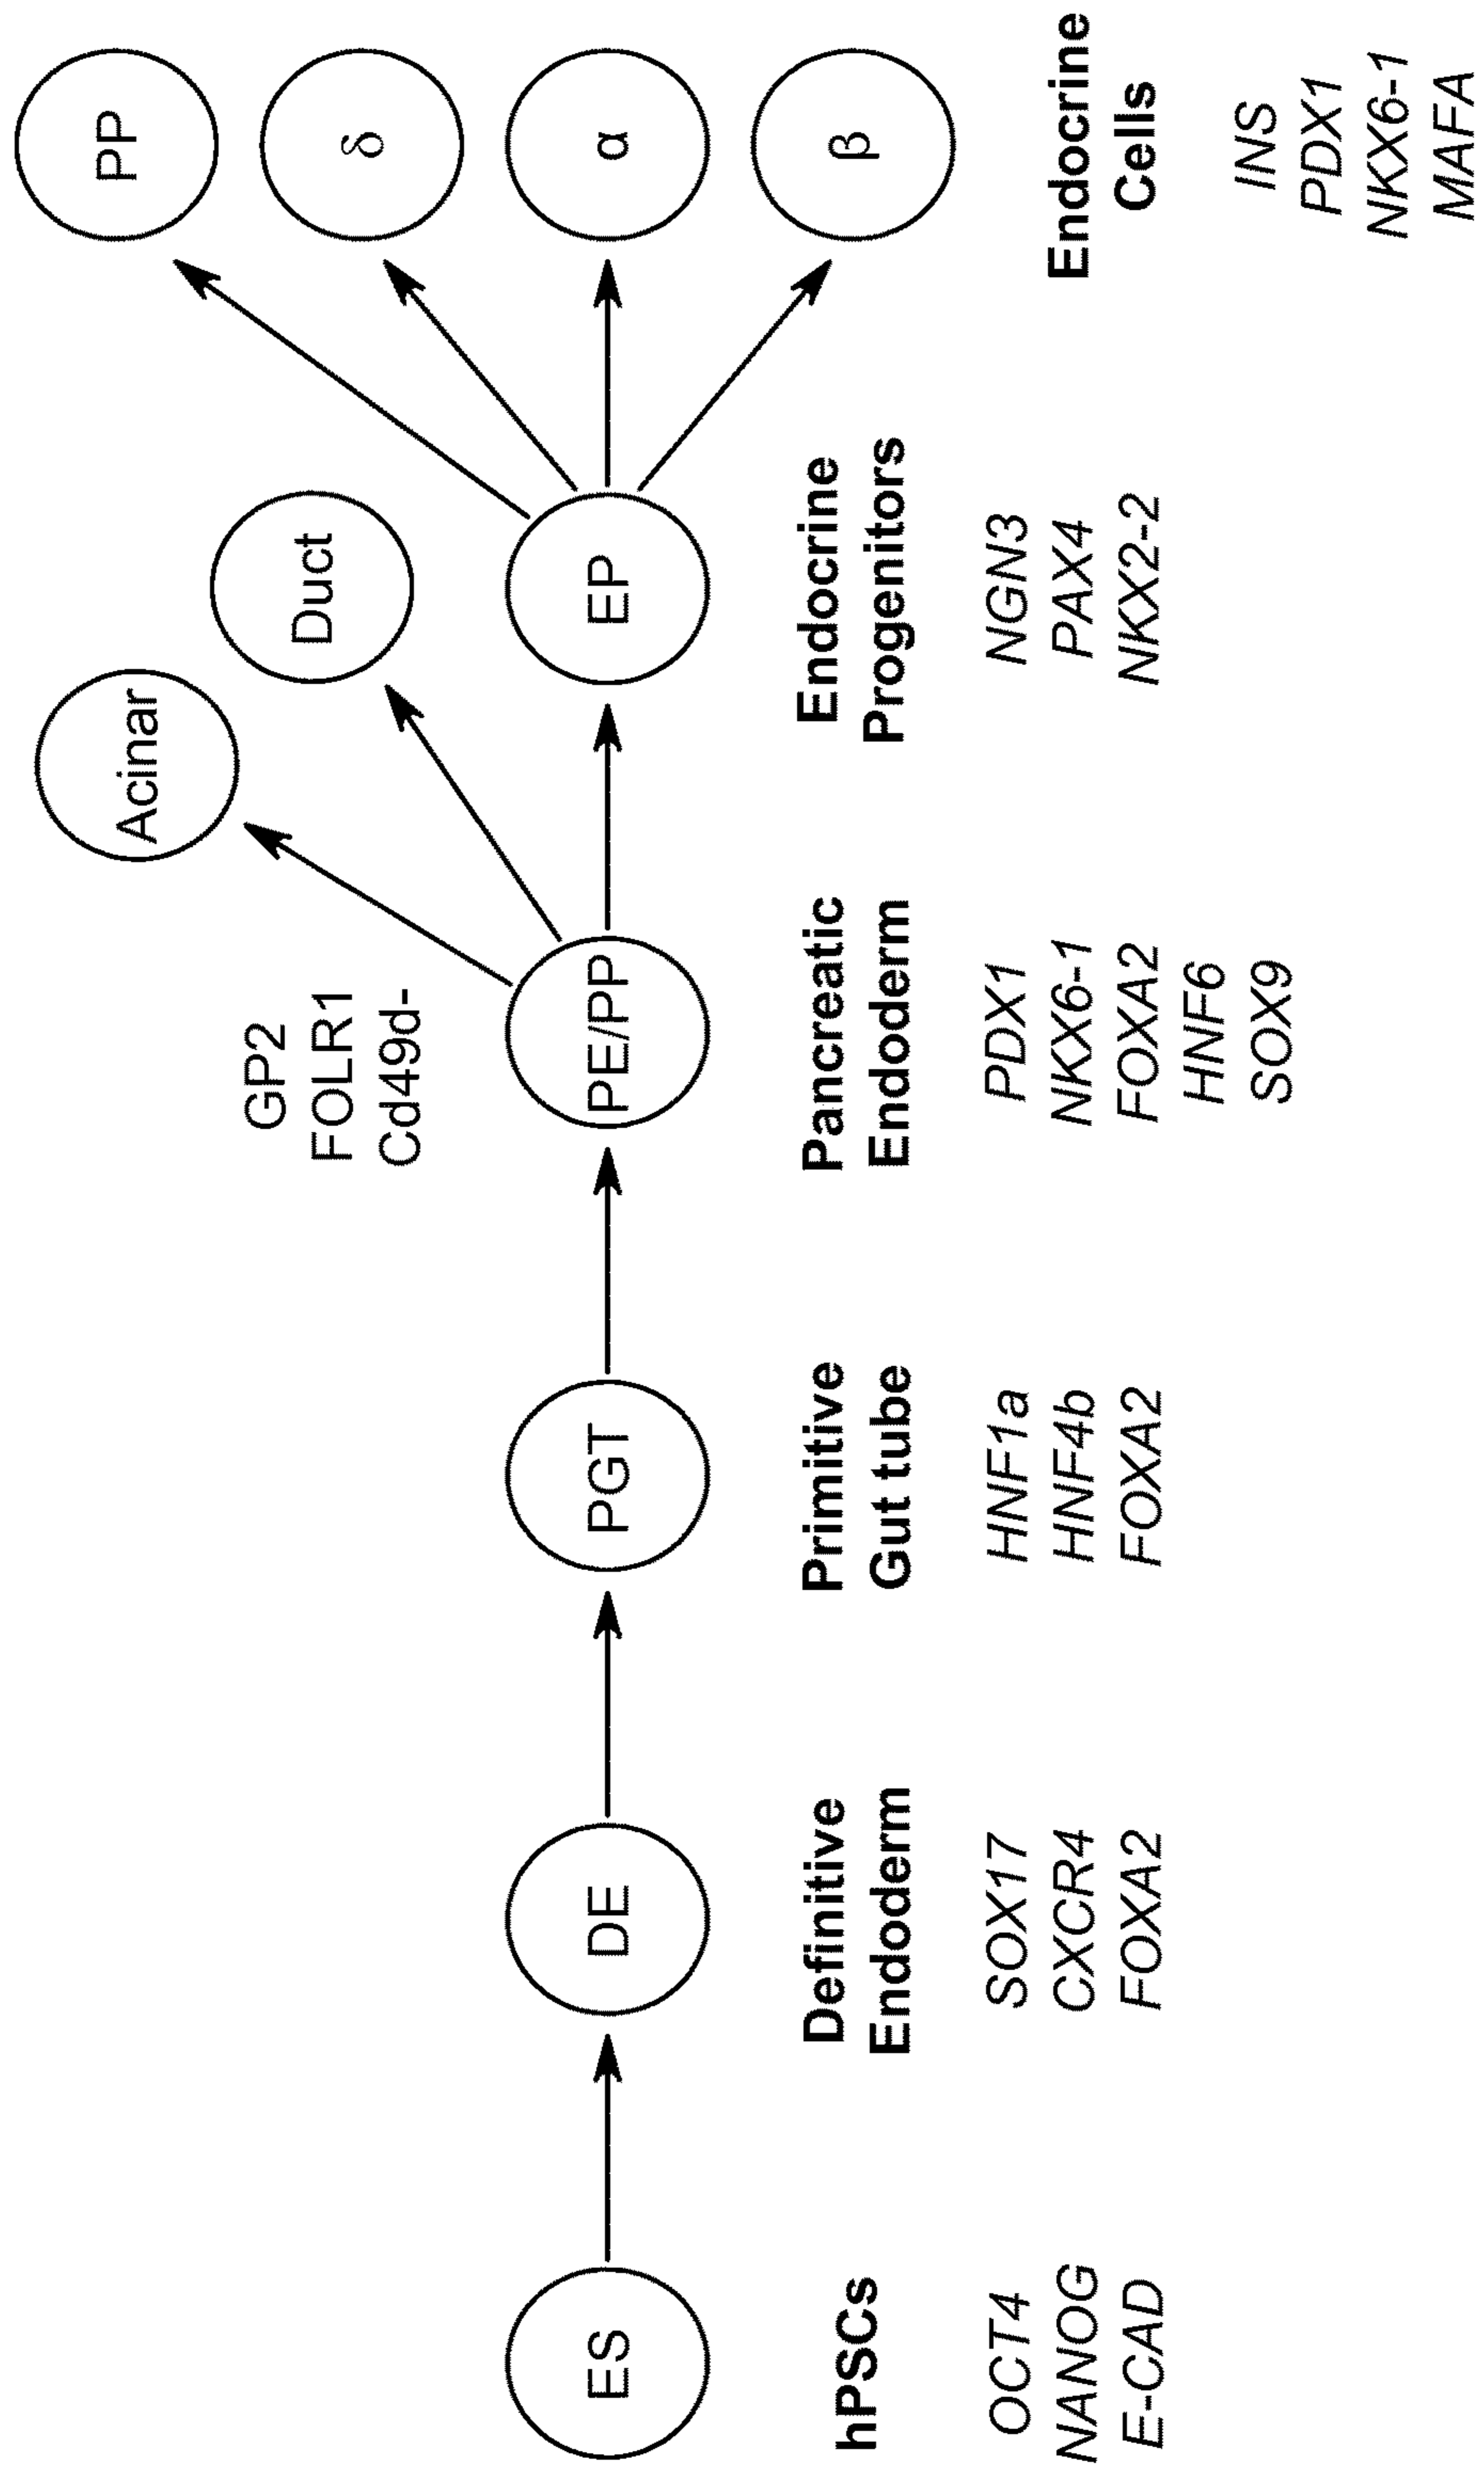 PP
δ
α
β
Acinar
Duct
GP2
FOLR1
Cd49d-
ES
DE
PGT
PE/PP
EP
hPSCs
OCT4
NANOG
E-CAD
Definitive
Endoderm
SOX17
CXCR4
FOXA2
Primitive
Gut tube
HNF1a
HNF4b
FOXA2
Pancreatic
Endoderm
PDX1
NKX6-1
FOXA2
HNF6
SOX9
Endocrine
Progenitors
NGN3
PAX4
NKX2-2
Endocrine
Cells
INS
PDX1
NKX6-1
MAFA